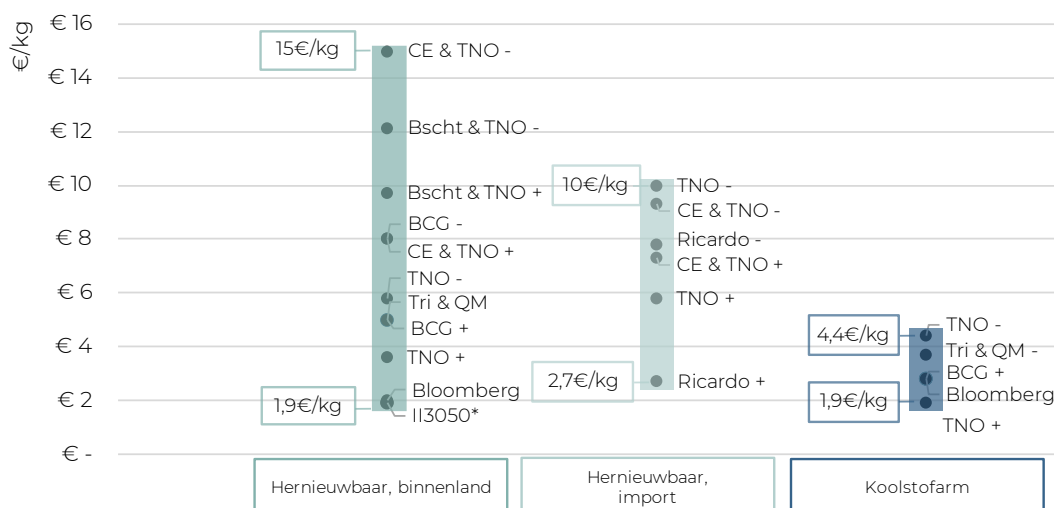 €/kg
€ 16
€ 14
€ 12
€ 10
€ 8
€ 6
€ 4
€ 2
€ -
15€/kg
CE & TNO -
Bscht & TNO -
Bscht & TNO +
BCG -
CE & TNO +
TNO -
Tri & QM
BCG +
TNO +
Bloomberg
II3050*
1,9€/kg
10€/kg
TNO -
CE & TNO -
Ricardo -
CE & TNO +
TNO +
2,7€/kg
Ricardo +
4,4€/kg
TNO -
Tri & QM -
BCG +
Bloomberg
1,9€/kg
TNO +
Hernieuwbaar, binnenland
Hernieuwbaar,
import
Koolstofarm